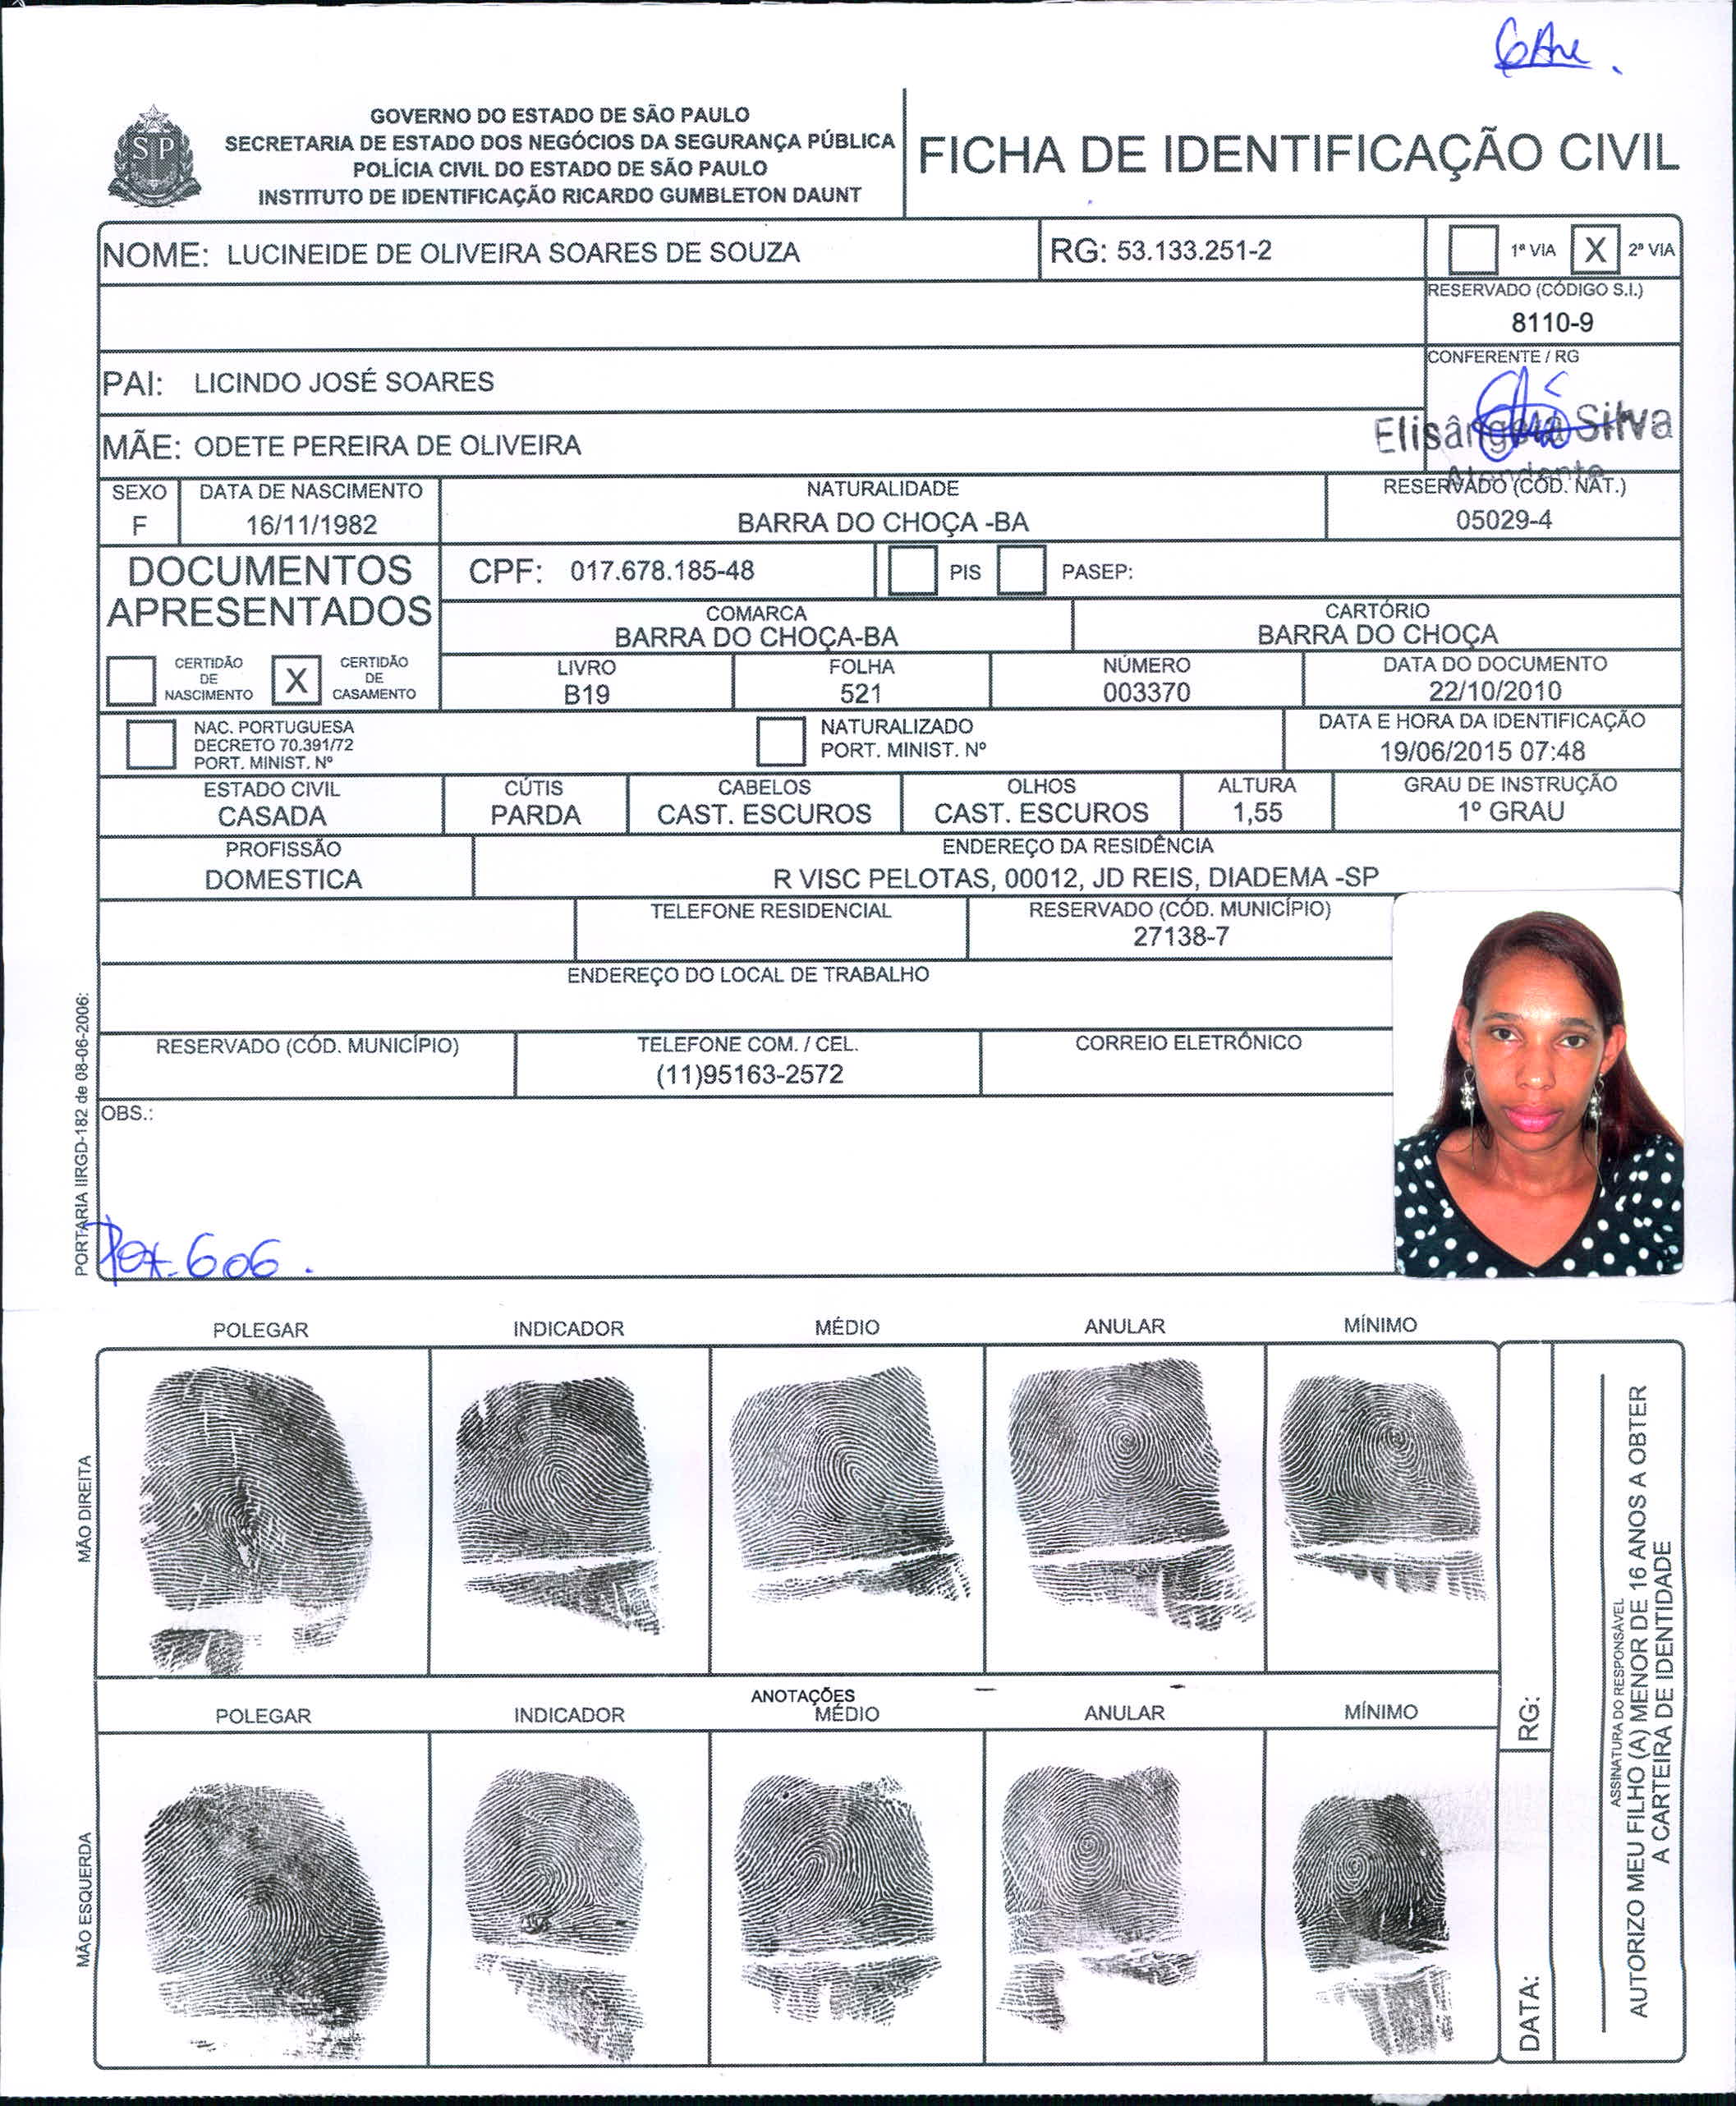 GOVERNO DO ESTADO DE SÃO PAULO
SECRETARIA DE ESTADO DOS NEGÓCIOS DA SEGURANÇA PÚBLICA
POLÍCIA CIVIL DO ESTADO DE SÃO PAULO
INSTITUTO DE IDENTIFICAÇÃO RICARDO GUMBLETON DAUNT
SP
FICHA DE IDENTIFICAÇÃO CIVIL
NOME: LUCINEIDE DE OLIVEIRA SOARES DE SOUZA
RG: 53.133.251-2
1ª VIA X 2ª VIA
RESERVADO (CÓDIGO S.I.)
8110-9
PAI: LICINDO JOSÉ SOARES
CONFERENTE / RG
Elisângela Silva
Atendente
MÃE: ODETE PEREIRA DE OLIVEIRA
SEXO
F
DATA DE NASCIMENTO
16/11/1982
NATURALIDADE
BARRA DO CHOÇA -BA
RESERVADO (CÓD. NAT.)
05029-4
DOCUMENTOS
APRESENTADOS
CPF: 017.678.185-48
PIS
PASEP:
COMARCA
BARRA DO CHOÇA-BA
CARTÓRIO
BARRA DO CHOÇA
CERTIDÃO
DE
NASCIMENTO
X
CERTIDÃO
DE
CASAMENTO
LIVRO
B19
FOLHA
521
NÚMERO
003370
DATA DO DOCUMENTO
22/10/2010
NAC. PORTUGUESA
DECRETO 70.391/72
PORT. MINIST. Nº
NATURALIZADO
PORT. MINIST. Nº
DATA E HORA DA IDENTIFICAÇÃO
19/06/2015 07:48
ESTADO CIVIL
CASADA
CÚTIS
PARDA
CABELOS
CAST. ESCUROS
OLHOS
CAST. ESCUROS
ALTURA
1,55
GRAU DE INSTRUÇÃO
1º GRAU
PROFISSÃO
DOMESTICA
ENDEREÇO DA RESIDÊNCIA
R VISC PELOTAS, 00012, JD REIS, DIADEMA -SP
TELEFONE RESIDENCIAL
RESERVADO (CÓD. MUNICÍPIO)
27138-7
ENDEREÇO DO LOCAL DE TRABALHO
RESERVADO (CÓD. MUNICÍPIO)
TELEFONE COM. / CEL.
(11)95163-2572
CORREIO ELETRÔNICO
OBS.:
606.
PORTARIA IIRGD-182 de 08-06-2006:
POLEGAR
INDICADOR
MÉDIO
ANULAR
MÍNIMO
MÃO DIREITA
ANOTAÇÕES
POLEGAR
INDICADOR
MÉDIO
ANULAR
MÍNIMO
MÃO ESQUERDA
RG:
DATA:
ASSINATURA DO RESPONSÁVEL
AUTORIZO MEU FILHO (A) MENOR DE 16 ANOS A OBTER
A CARTEIRA DE IDENTIDADE